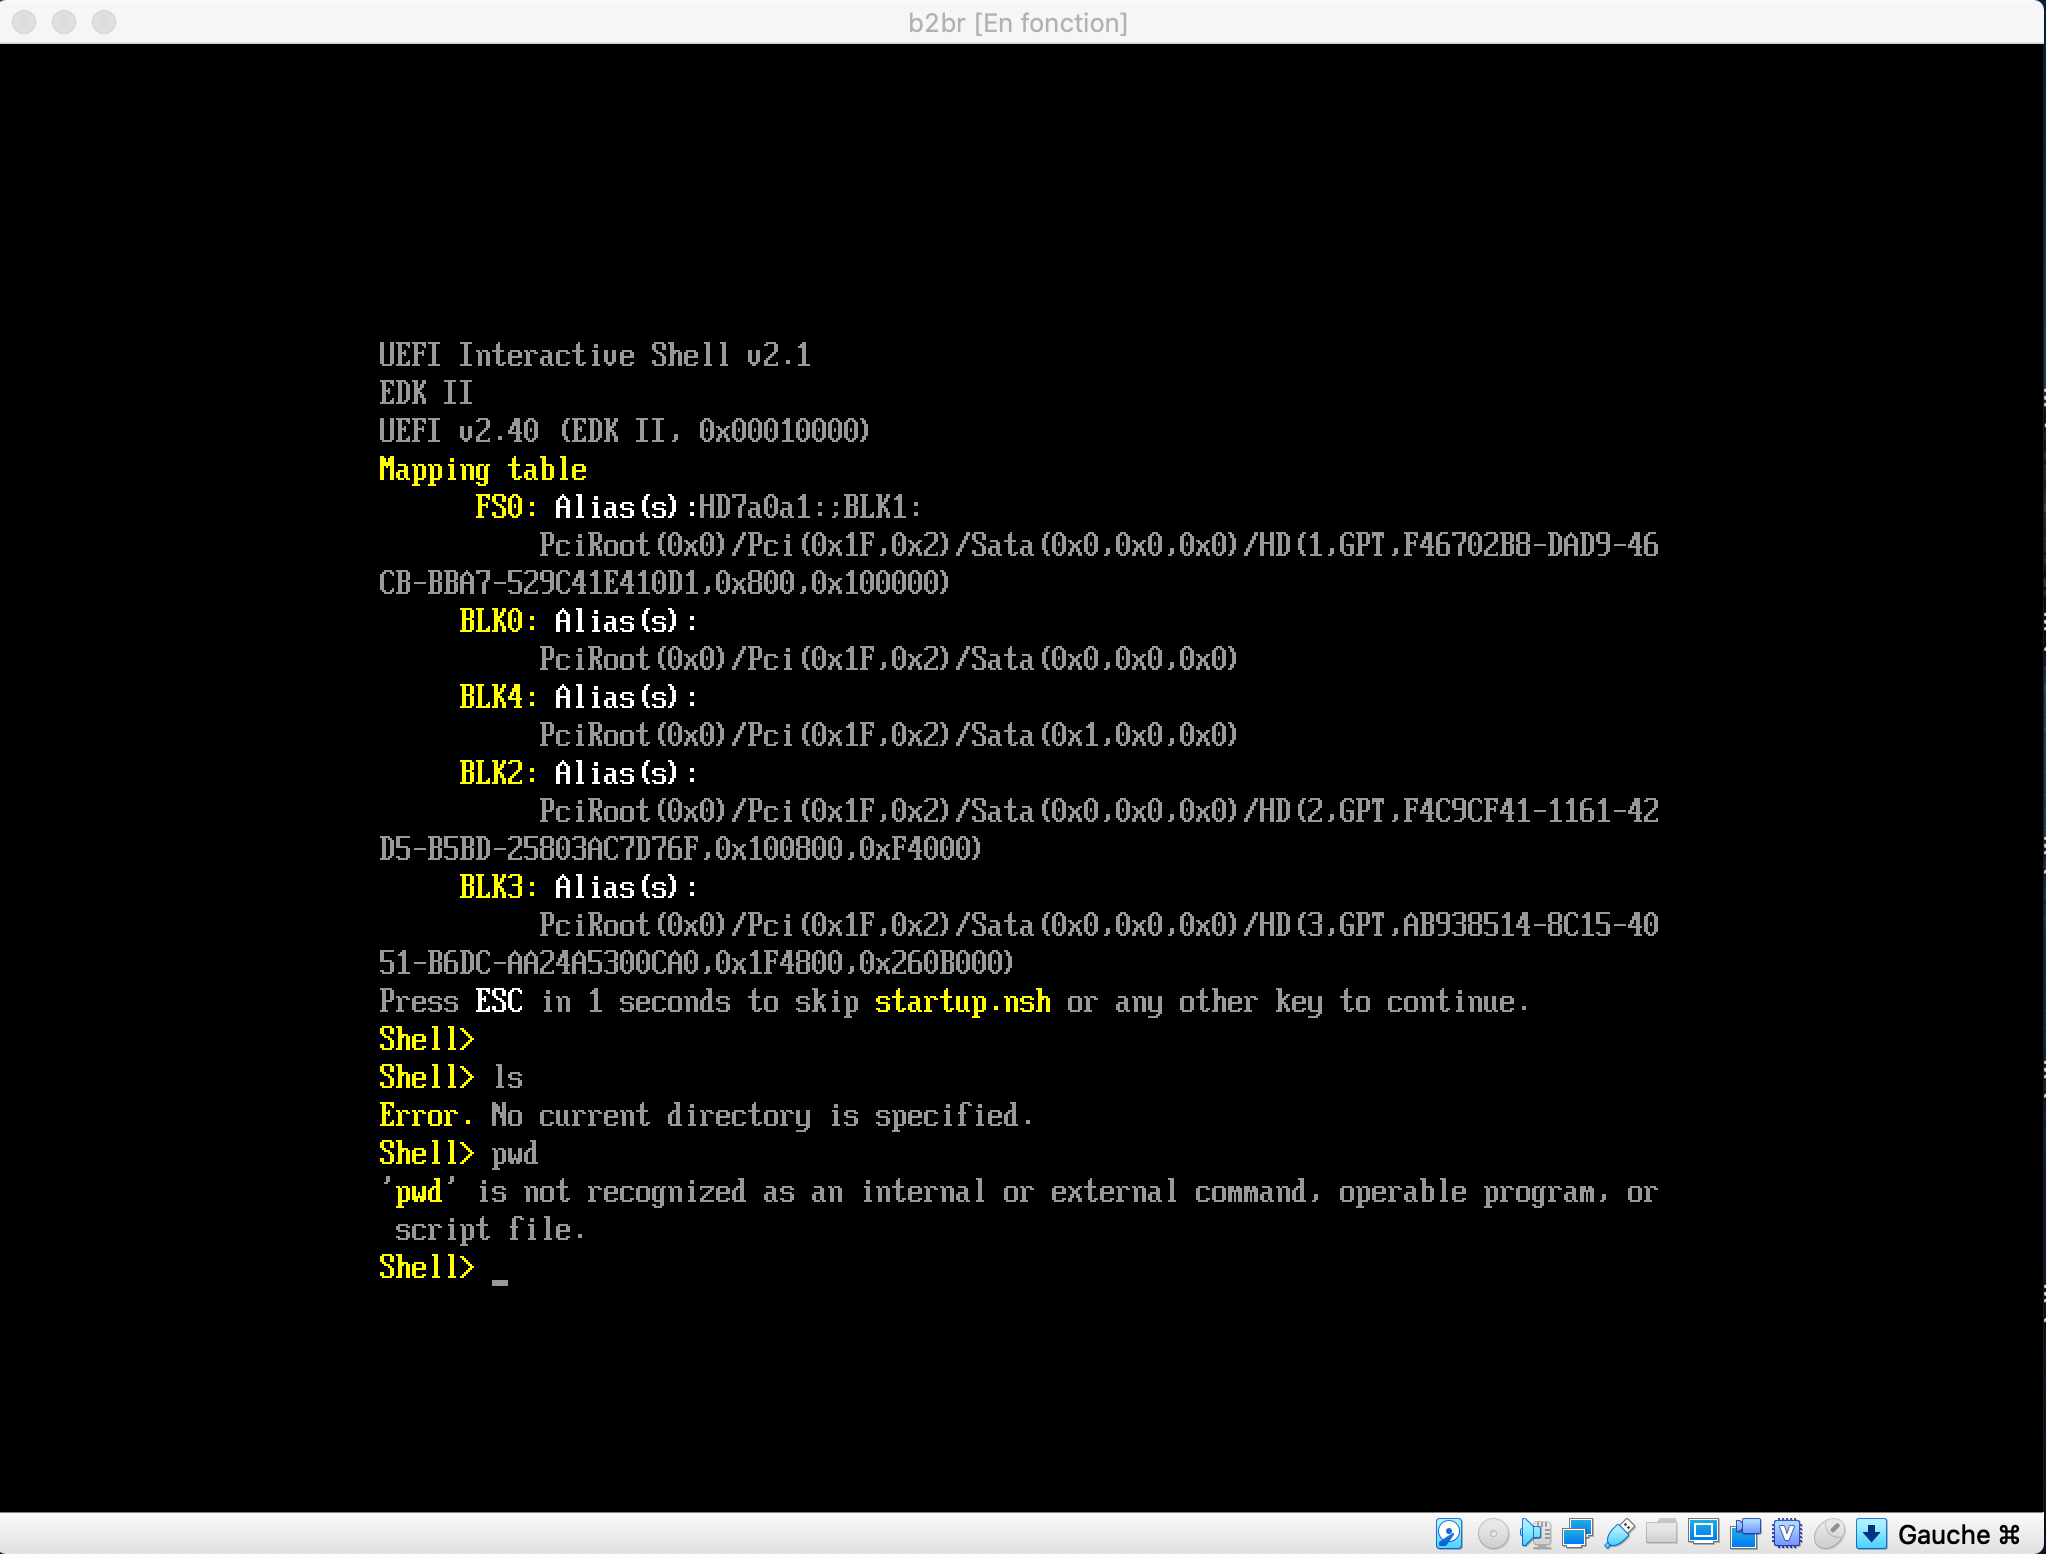 b2br [En fonction]
UEFI Interactive Shell v2.1
EDK II
UEFI v2.40 (EDK II, 0x00010000)
Mapping table
FS0: Alias(s):HD7a0a1:;BLK1:
PciRoot(0x0)/Pci(0x1F,0x2)/Sata(0x0,0x0,0x0)/HD(1,GPT,F46702B8-DAD9-46
CB-BBA7-529C41E410D1,0x800,0x100000)
BLK0: Alias(s):
PciRoot(0x0)/Pci(0x1F,0x2)/Sata(0x0,0x0,0x0)
BLK4: Alias(s):
PciRoot(0x0)/Pci(0x1F,0x2)/Sata(0x1,0x0,0x0)
BLK2: Alias(s):
PciRoot(0x0)/Pci(0x1F,0x2)/Sata(0x0,0x0,0x0)/HD(2,GPT,F4C9CF41-1161-42
D5-B5BD-25803AC7D76F,0x100800,0xF4000)
BLK3: Alias(s):
PciRoot(0x0)/Pci(0x1F,0x2)/Sata(0x0,0x0,0x0)/HD(3,GPT,AB938514-8C15-40
51-B6DC-AA24A5300CA0,0x1F4800,0x260B000)
Press ESC in 1 seconds to skip startup.nsh or any other key to continue.
Shell>
Shell> ls
Error. No current directory is specified.
Shell> pwd
'pwd' is not recognized as an internal or external command, operable program, or
script file.
Shell> _
Gauche ⌘